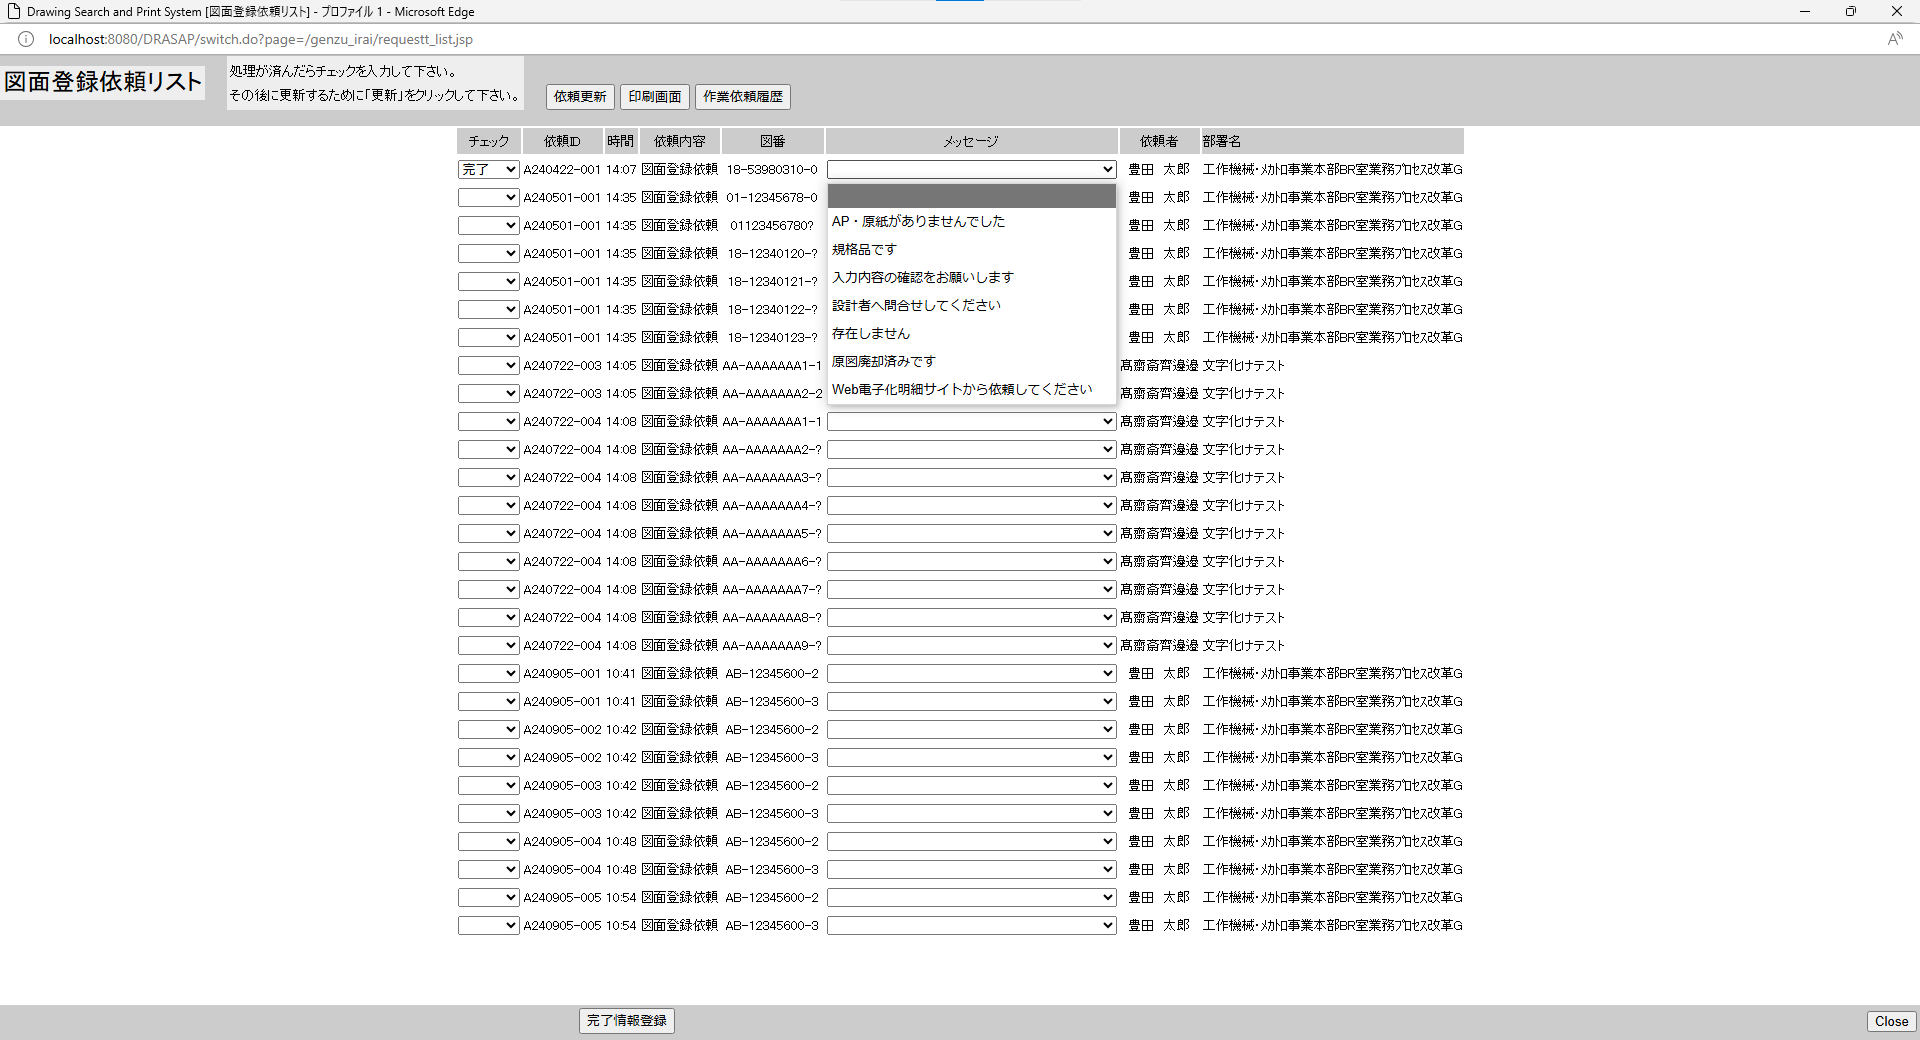 Drawing Search and Print System [図面登録依頼リスト] - プロファイル 1 - Microsoft Edge
localhost:8080/DRASAP/switch.do?page=/genzu_irai/requestt_list.jsp
図面登録依頼リスト
処理が済んだらチェックを入力して下さい。
その後に更新するために「更新」をクリックして下さい。
依頼更新 印刷画面 作業依頼履歴
チェック 依頼ID 時間 依頼内容 図番 メッセージ 依頼者 部署名
完了 A240422-001 14:07 図面登録依頼 18-53980310-0 豊田 太郎 工作機械・メカトロ事業本部BR室業務プロセス改革G
A240501-001 14:35 図面登録依頼 01-12345678-0 豊田 太郎 工作機械・メカトロ事業本部BR室業務プロセス改革G
A240501-001 14:35 図面登録依頼 01123456780? AP・原紙がありませんでした 豊田 太郎 工作機械・メカトロ事業本部BR室業務プロセス改革G
A240501-001 14:35 図面登録依頼 18-12340120-? 規格品です 豊田 太郎 工作機械・メカトロ事業本部BR室業務プロセス改革G
A240501-001 14:35 図面登録依頼 18-12340121-? 入力内容の確認をお願いします 豊田 太郎 工作機械・メカトロ事業本部BR室業務プロセス改革G
A240501-001 14:35 図面登録依頼 18-12340122-? 設計者へ問合せしてください 豊田 太郎 工作機械・メカトロ事業本部BR室業務プロセス改革G
A240501-001 14:35 図面登録依頼 18-12340123-? 存在しません 豊田 太郎 工作機械・メカトロ事業本部BR室業務プロセス改革G
A240722-003 14:05 図面登録依頼 AA-AAAAAAA1-1 原図廃却済みです 髙齋斎齊邉邊 文字化けテスト
A240722-003 14:05 図面登録依頼 AA-AAAAAAA2-2 Web電子化明細サイトから依頼してください 髙齋斎齊邉邊 文字化けテスト
A240722-004 14:08 図面登録依頼 AA-AAAAAAA1-1 髙齋斎齊邉邊 文字化けテスト
A240722-004 14:08 図面登録依頼 AA-AAAAAAA2-? 髙齋斎齊邉邊 文字化けテスト
A240722-004 14:08 図面登録依頼 AA-AAAAAAA3-? 髙齋斎齊邉邊 文字化けテスト
A240722-004 14:08 図面登録依頼 AA-AAAAAAA4-? 髙齋斎齊邉邊 文字化けテスト
A240722-004 14:08 図面登録依頼 AA-AAAAAAA5-? 髙齋斎齊邉邊 文字化けテスト
A240722-004 14:08 図面登録依頼 AA-AAAAAAA6-? 髙齋斎齊邉邊 文字化けテスト
A240722-004 14:08 図面登録依頼 AA-AAAAAAA7-? 髙齋斎齊邉邊 文字化けテスト
A240722-004 14:08 図面登録依頼 AA-AAAAAAA8-? 髙齋斎齊邉邊 文字化けテスト
A240722-004 14:08 図面登録依頼 AA-AAAAAAA9-? 髙齋斎齊邉邊 文字化けテスト
A240905-001 10:41 図面登録依頼 AB-12345600-2 豊田 太郎 工作機械・メカトロ事業本部BR室業務プロセス改革G
A240905-001 10:41 図面登録依頼 AB-12345600-3 豊田 太郎 工作機械・メカトロ事業本部BR室業務プロセス改革G
A240905-002 10:42 図面登録依頼 AB-12345600-2 豊田 太郎 工作機械・メカトロ事業本部BR室業務プロセス改革G
A240905-002 10:42 図面登録依頼 AB-12345600-3 豊田 太郎 工作機械・メカトロ事業本部BR室業務プロセス改革G
A240905-003 10:42 図面登録依頼 AB-12345600-2 豊田 太郎 工作機械・メカトロ事業本部BR室業務プロセス改革G
A240905-003 10:42 図面登録依頼 AB-12345600-3 豊田 太郎 工作機械・メカトロ事業本部BR室業務プロセス改革G
A240905-004 10:48 図面登録依頼 AB-12345600-2 豊田 太郎 工作機械・メカトロ事業本部BR室業務プロセス改革G
A240905-004 10:48 図面登録依頼 AB-12345600-3 豊田 太郎 工作機械・メカトロ事業本部BR室業務プロセス改革G
A240905-005 10:54 図面登録依頼 AB-12345600-2 豊田 太郎 工作機械・メカトロ事業本部BR室業務プロセス改革G
A240905-005 10:54 図面登録依頼 AB-12345600-3 豊田 太郎 工作機械・メカトロ事業本部BR室業務プロセス改革G
完了情報登録 Close